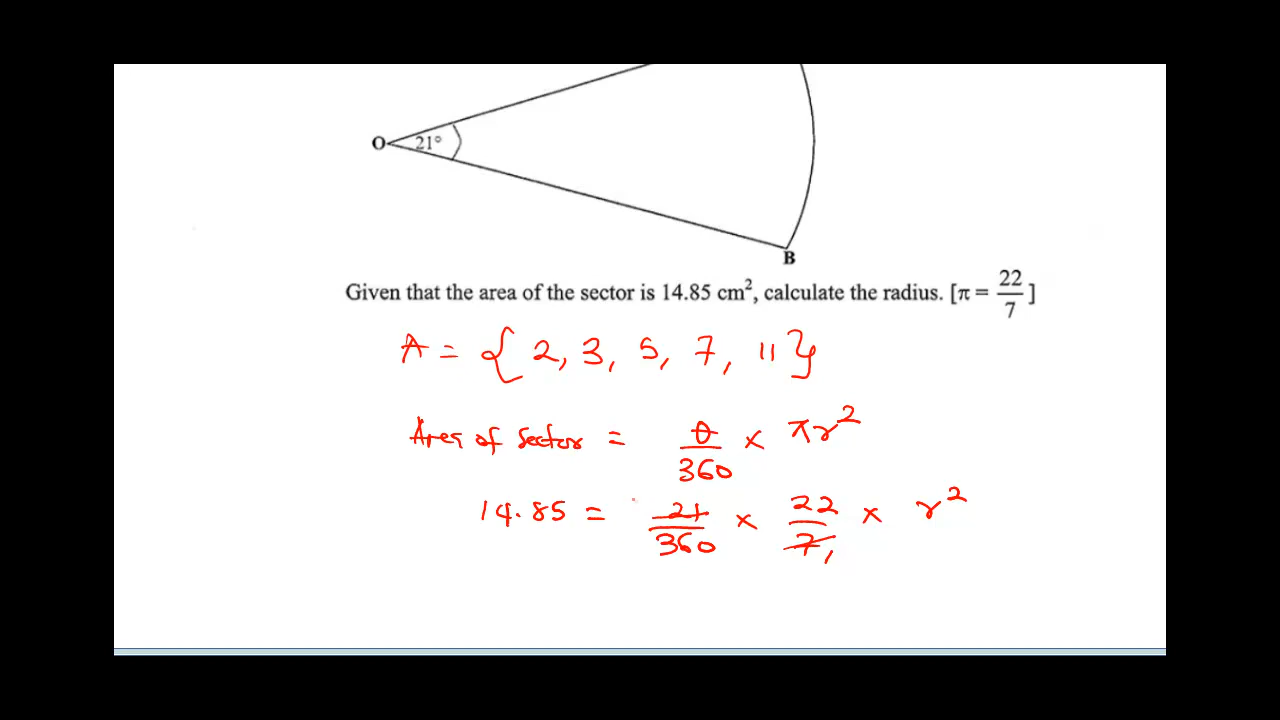 O 21°
B
Given that the area of the sector is 14.85 cm², calculate the radius. [π = 22/7 ]
A = { 2, 3, 5, 7, 11 }
Area of Sector = θ/360 × πr²
14.85 = 21/360 × 22/7 × r²
1